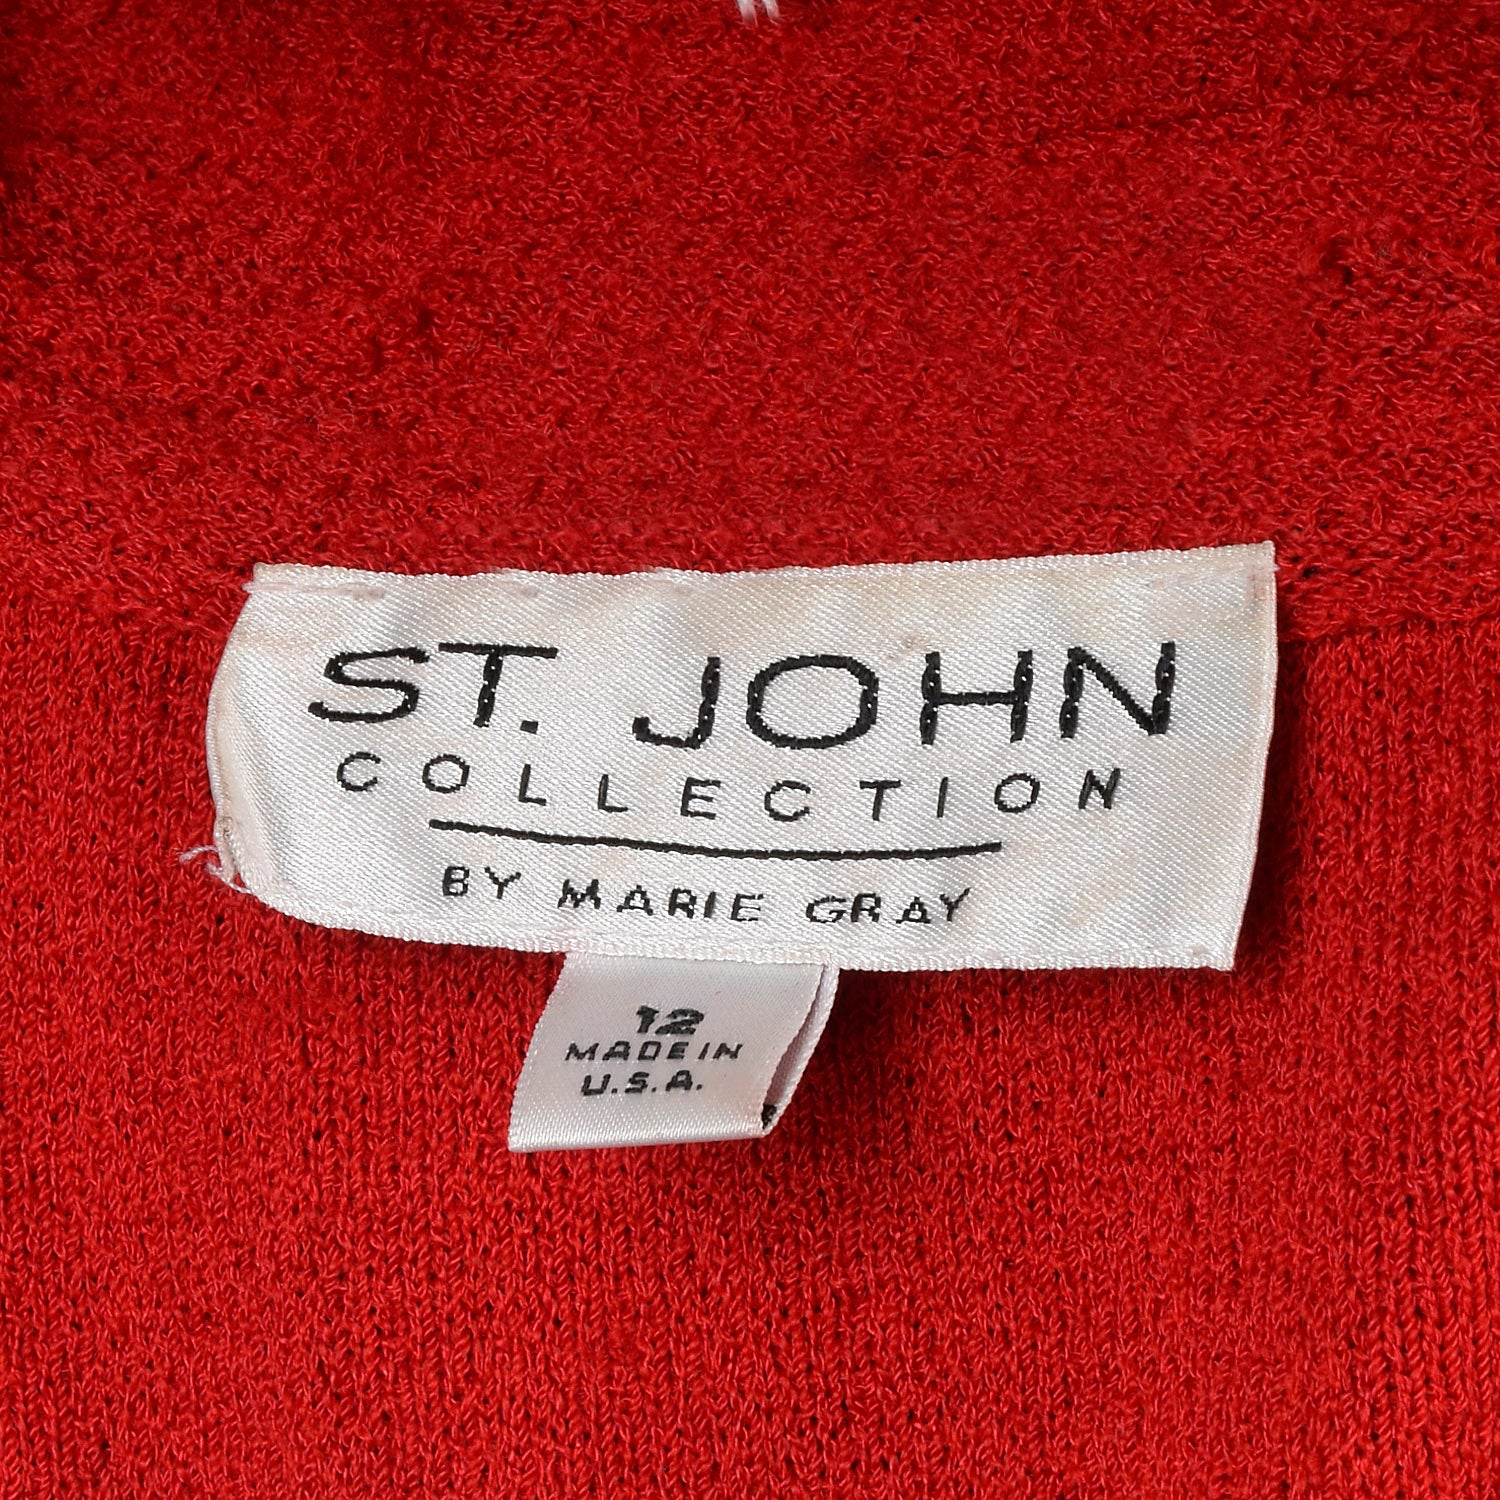 ST. JOHN
COLLECTION
BY MARIE GRAY
12
MADE IN
U.S.A.